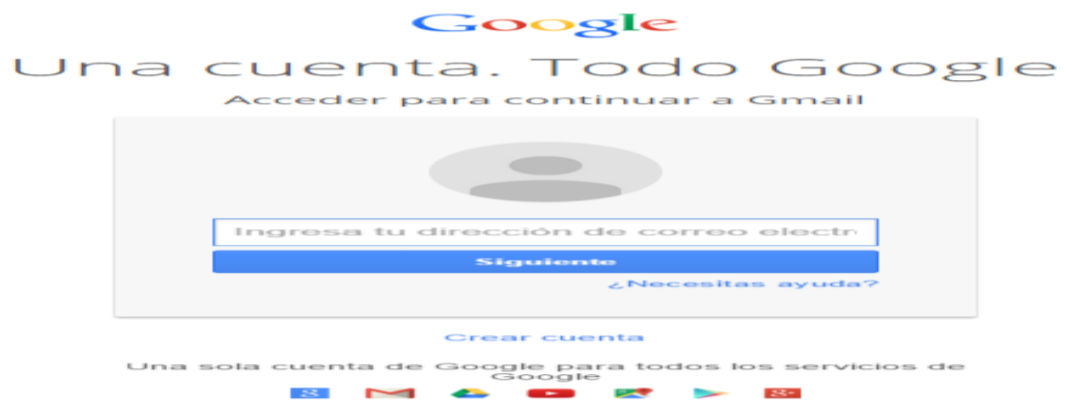 Google
Una cuenta. Todo Google
Acceder para continuar a Gmail
Ingresa tu dirección de correo electr
Siguiente
¿Necesitas ayuda?
Crear cuenta
Una sola cuenta de Google para todos los servicios de
Google